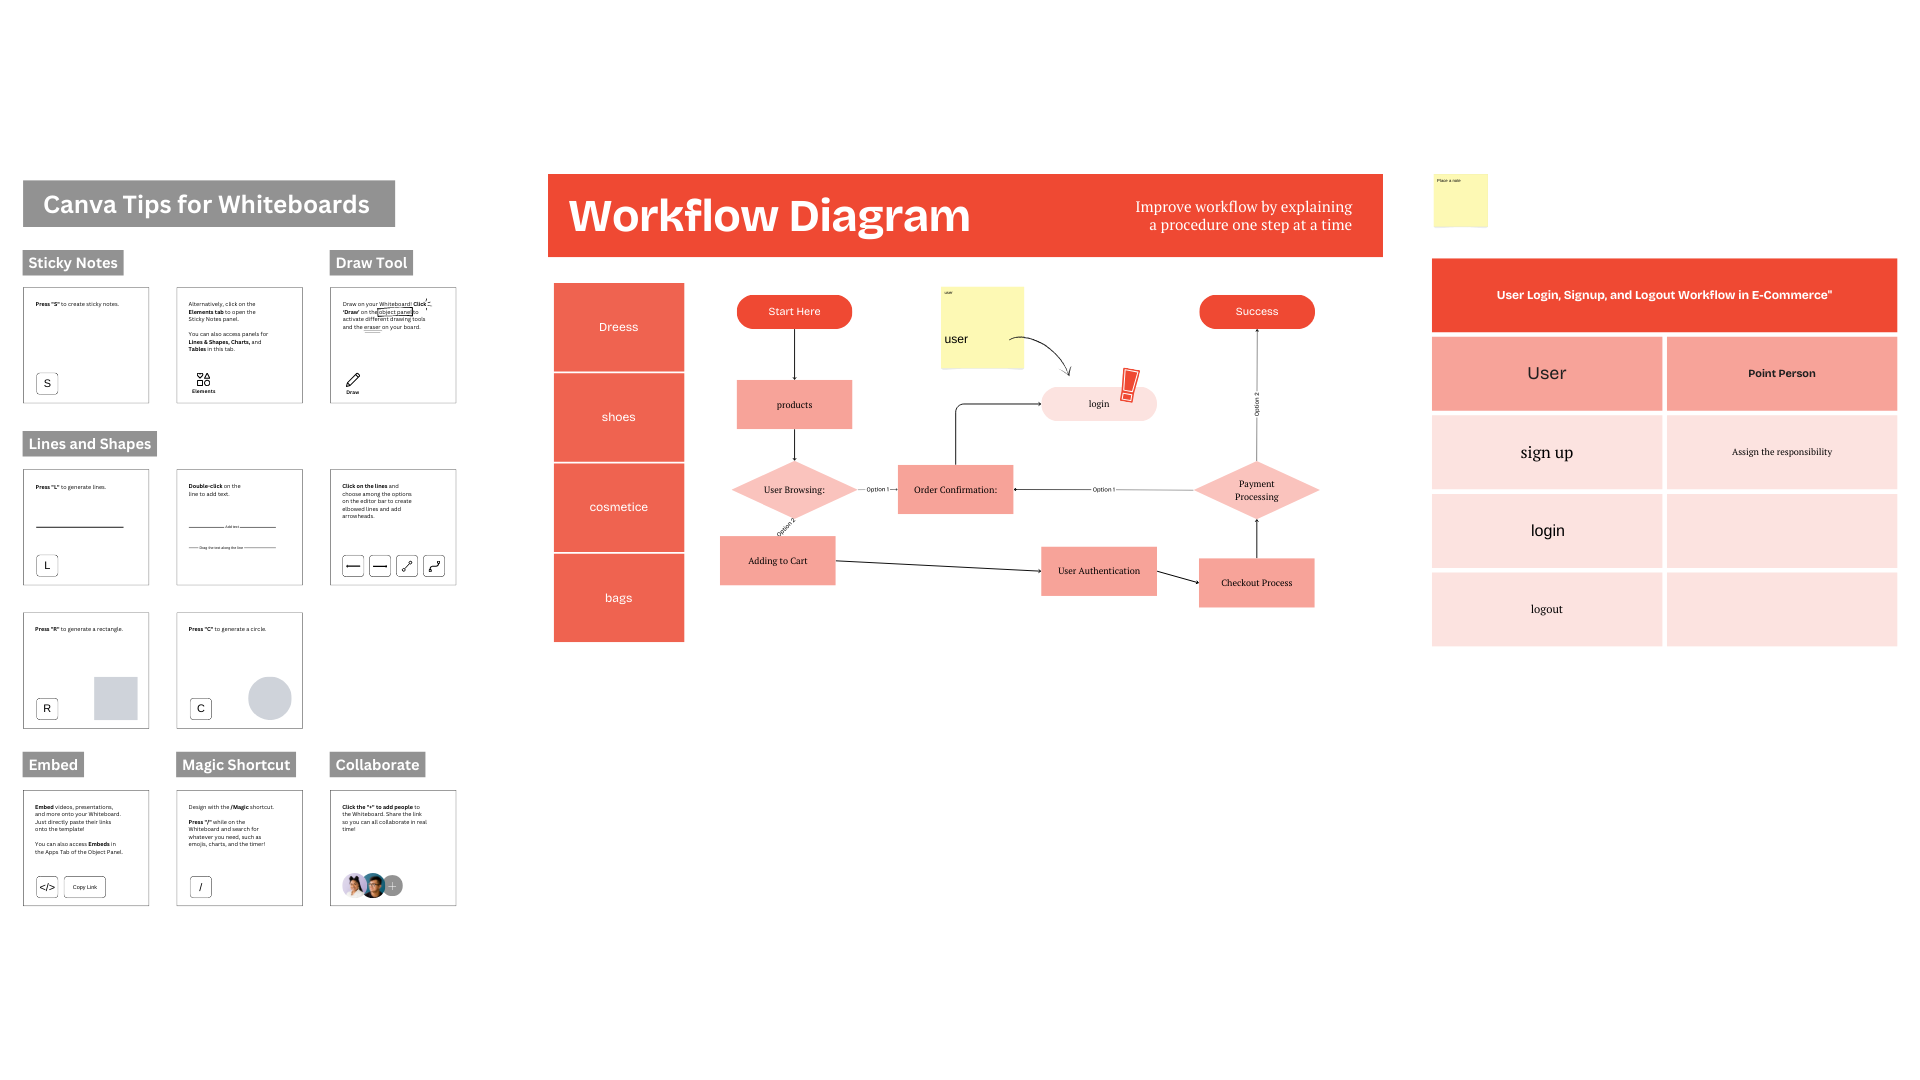 Canva Tips for Whiteboards
Sticky Notes
Press "S" to create sticky notes.
S
Alternatively, click on the
Elements tab to open the
Sticky Notes panel.
You can also access panels for
Lines & Shapes, Charts, and
Tables in this tab.
Elements
Draw Tool
Draw on your Whiteboard! Click
'Draw' on the object panel to
activate different drawing tools
and the eraser on your board.
Draw
Lines and Shapes
Press "L" to generate lines.
L
Double-click on the
line to add text.
Add text
Drag the text along the line
Click on the lines and
choose among the options
on the editor bar to create
elbowed lines and add
arrowheads.
Press "R" to generate a rectangle.
R
Press "C" to generate a circle.
C
Embed
Embed videos, presentations,
and more onto your Whiteboard.
Just directly paste their links
onto the template!
You can also access Embeds in
the Apps Tab of the Object Panel.
</>
Copy Link
Magic Shortcut
Design with the /Magic shortcut.
Press "/" while on the
Whiteboard and search for
whatever you need, such as
emojis, charts, and the timer!
/
Collaborate
Click the "+" to add people to
the Whiteboard. Share the link
so you can all collaborate in real
time!
+
Workflow Diagram
Improve workflow by explaining
a procedure one step at a time
Dreess
shoes
cosmetice
bags
Start Here
products
User Browsing:
Option 1
Option 2
Adding to Cart
Order Confirmation:
user
user
login
User Authentication
Checkout Process
Payment
Processing
Option 1
Option 2
Success
Place a note
User Login, Signup, and Logout Workflow in E-Commerce"
User
Point Person
sign up
Assign the responsibility
login
logout